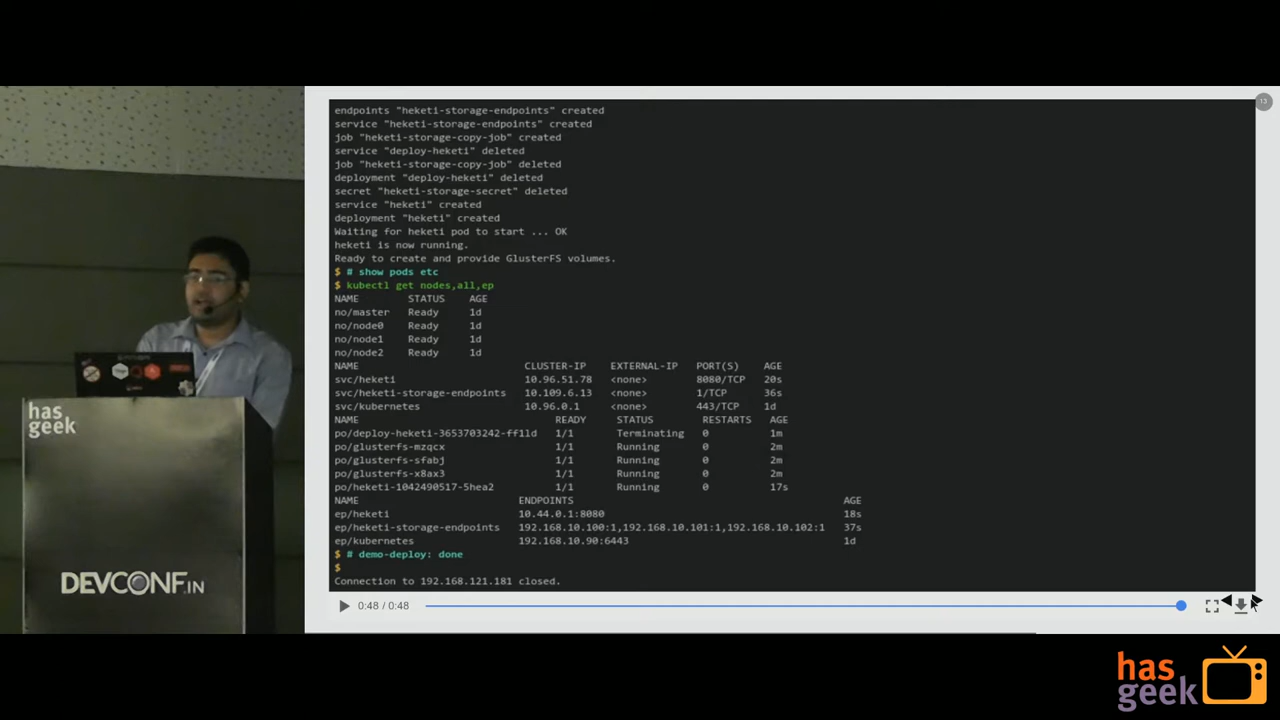 13
endpoints "heketi-storage-endpoints" created
service "heketi-storage-endpoints" created
job "heketi-storage-copy-job" created
service "deploy-heketi" deleted
job "heketi-storage-copy-job" deleted
deployment "deploy-heketi" deleted
secret "heketi-storage-secret" deleted
service "heketi" created
deployment "heketi" created
Waiting for heketi pod to start ... OK
heketi is now running.
Ready to create and provide GlusterFS volumes.
$ # show pods etc
$ kubectl get nodes,all,ep
NAME STATUS AGE
no/master Ready 1d
no/node0 Ready 1d
no/node1 Ready 1d
no/node2 Ready 1d
NAME CLUSTER-IP EXTERNAL-IP PORT(S) AGE
svc/heketi 10.96.51.78 <none> 8080/TCP 20s
svc/heketi-storage-endpoints 10.109.6.13 <none> 1/TCP 36s
svc/kubernetes 10.96.0.1 <none> 443/TCP 1d
NAME READY STATUS RESTARTS AGE
po/deploy-heketi-3653703242-ff1ld 1/1 Terminating 0 1m
po/glusterfs-mzqcx 1/1 Running 0 2m
po/glusterfs-sfabj 1/1 Running 0 2m
po/glusterfs-x8ax3 1/1 Running 0 2m
po/heketi-1042490517-5hea2 1/1 Running 0 17s
NAME ENDPOINTS AGE
ep/heketi 10.44.0.1:8080 18s
ep/heketi-storage-endpoints 192.168.10.100:1,192.168.10.101:1,192.168.10.102:1 37s
ep/kubernetes 192.168.10.90:6443 1d
$ # demo-deploy: done
$
Connection to 192.168.121.181 closed.
0:48 / 0:48
has
geek
DEVCONF.IN
has
geek